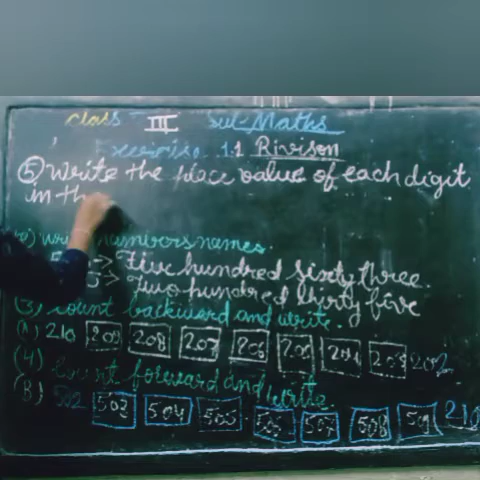 class III Sub-Maths
Exercise 1.1 Rivison
(5) Write the place value of each digit
in th
numbers names.
→ Five hundred sixty three.
→ Two hundred thirty five
(3) Count backward and write.
(A) 210 209 208 207 206 205 204 203 202
(4) Count forward and write
(B) 502 503 504 505 506 507 508 509